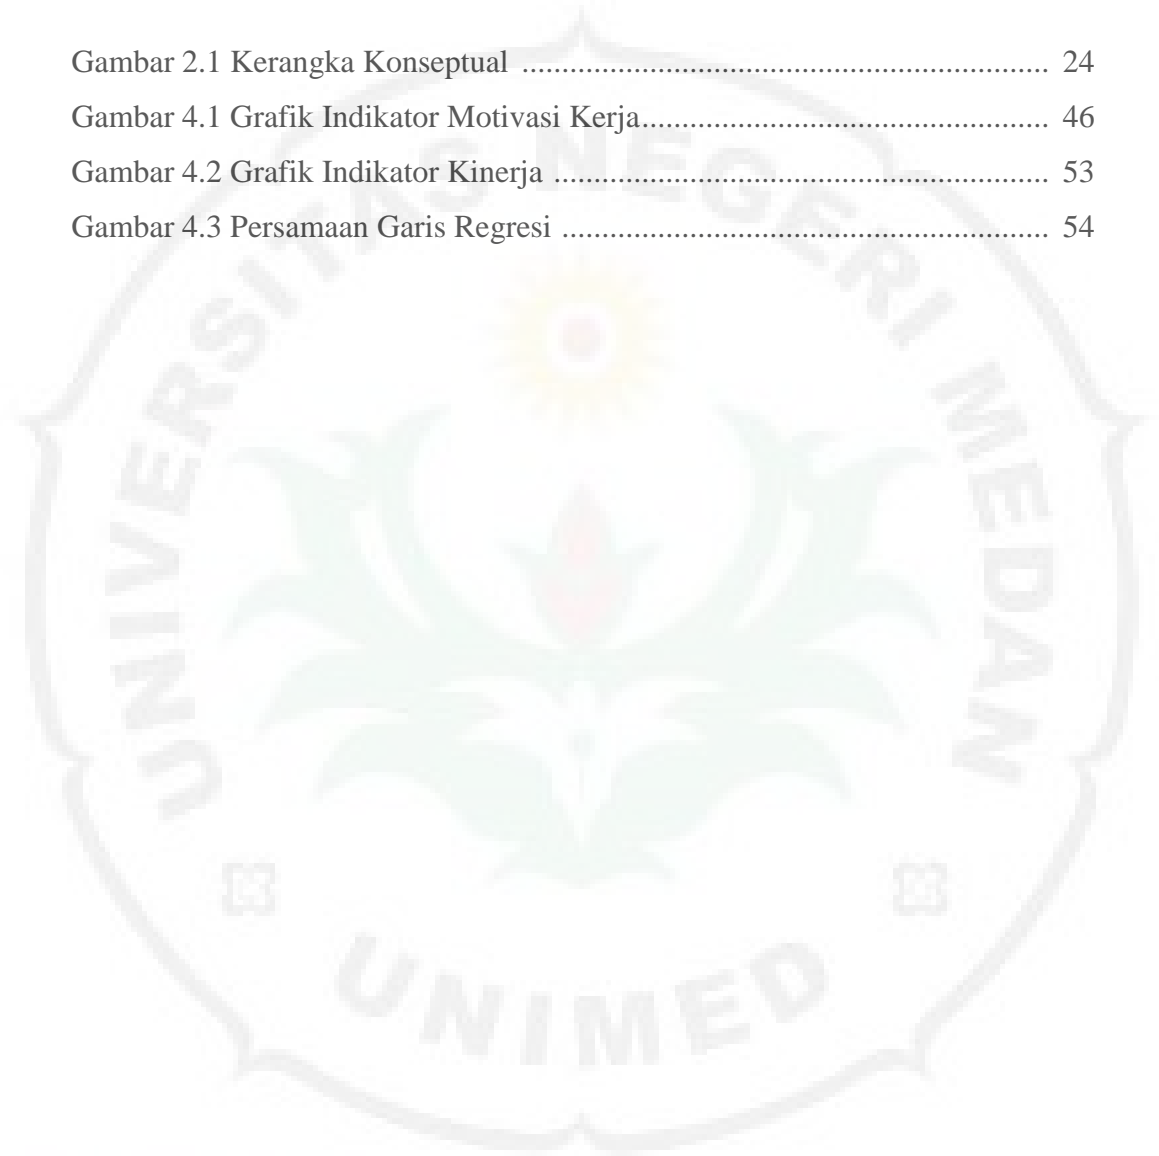 Gambar 2.1 Kerangka Konseptual .................................................................. 24
Gambar 4.1 Grafik Indikator Motivasi Kerja................................................... 46
Gambar 4.2 Grafik Indikator Kinerja .............................................................. 53
Gambar 4.3 Persamaan Garis Regresi ............................................................. 54
UNIVERSITAS NEGERI MEDAN
UNIMED